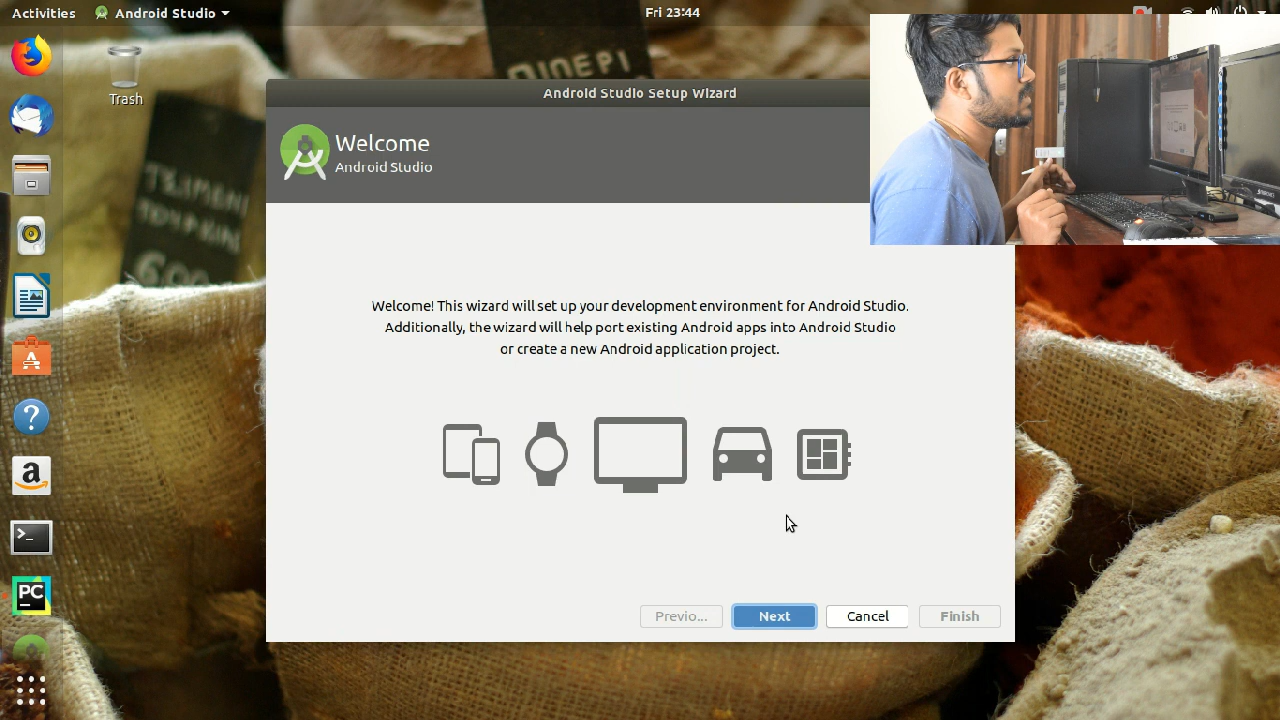 Activities
Android Studio
Fri 23:44
Trash
Android Studio Setup Wizard
Welcome
Android Studio
Welcome! This wizard will set up your development environment for Android Studio.
Additionally, the wizard will help port existing Android apps into Android Studio
or create a new Android application project.
Previo...
Next
Cancel
Finish
PC